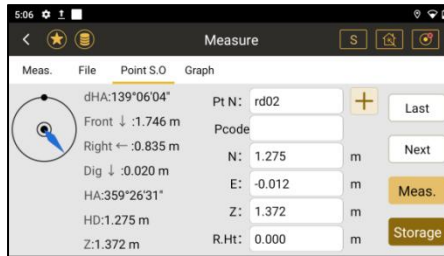 5:06
Measure
S
Meas. File Point S.O Graph
dHA:139°06'04"
Front ↓ :1.746 m
Right ← :0.835 m
Dig ↓ :0.020 m
HA:359°26'31"
HD:1.275 m
Z:1.372 m
Pt N: rd02
Pcode
N: 1.275 m
E: -0.012 m
Z: 1.372 m
R.Ht: 0.000 m
Last
Next
Meas.
Storage